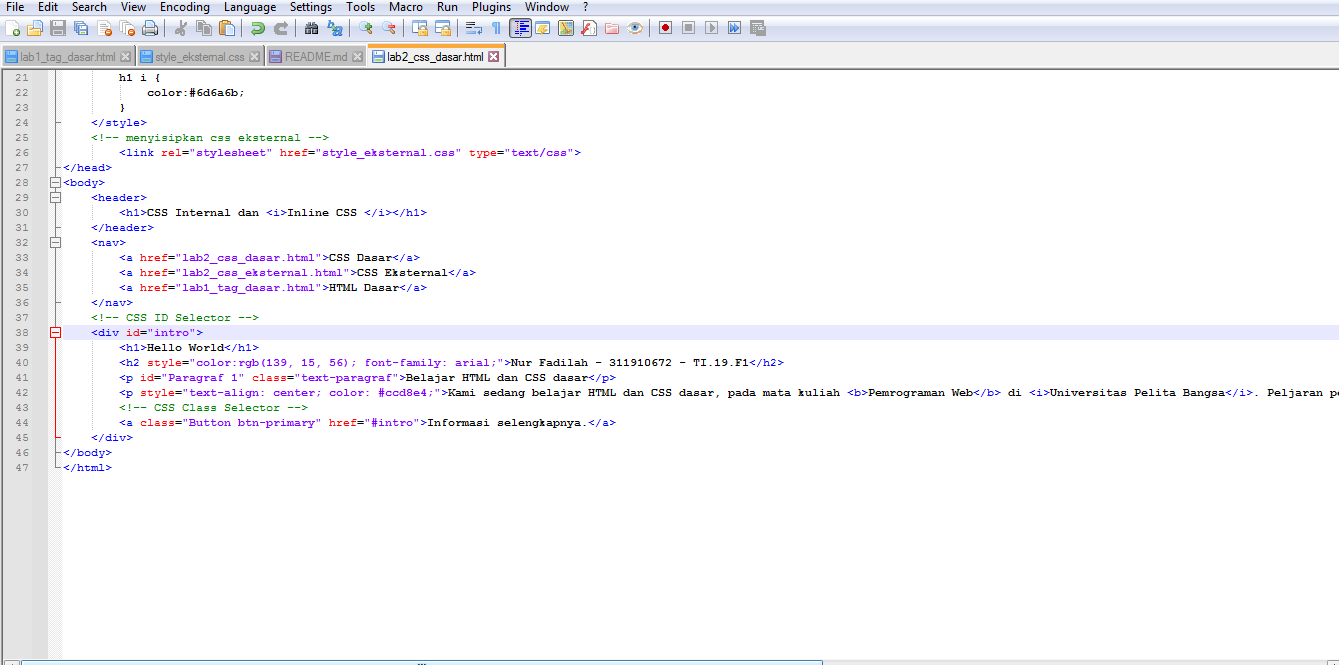 File Edit Search View Encoding Language Settings Tools Macro Run Plugins Window ?
lab1_tag_dasar.html style_eksternal.css README.md lab2_css_dasar.html
21 h1 i {
22 color:#6d6a6b;
23 }
24 </style>
25 <!-- menyisipkan css eksternal -->
26 <link rel="stylesheet" href="style_eksternal.css" type="text/css">
27 </head>
28 <body>
29 <header>
30 <h1>CSS Internal dan <i>Inline CSS </i></h1>
31 </header>
32 <nav>
33 <a href="lab2_css_dasar.html">CSS Dasar</a>
34 <a href="lab2_css_eksternal.html">CSS Eksternal</a>
35 <a href="lab1_tag_dasar.html">HTML Dasar</a>
36 </nav>
37 <!-- CSS ID Selector -->
38 <div id="intro">
39 <h1>Hello World</h1>
40 <h2 style="color:rgb(139, 15, 56); font-family: arial;">Nur Fadilah - 311910672 - TI.19.F1</h2>
41 <p id="Paragraf 1" class="text-paragraf">Belajar HTML dan CSS dasar</p>
42 <p style="text-align: center; color: #ccd8e4;">Kami sedang belajar HTML dan CSS dasar, pada mata kuliah <b>Pemrograman Web</b> di <i>Universitas Pelita Bangsa</i>. Peljaran
43 <!-- CSS Class Selector -->
44 <a class="Button btn-primary" href="#intro">Informasi selengkapnya.</a>
45 </div>
46 </body>
47 </html>